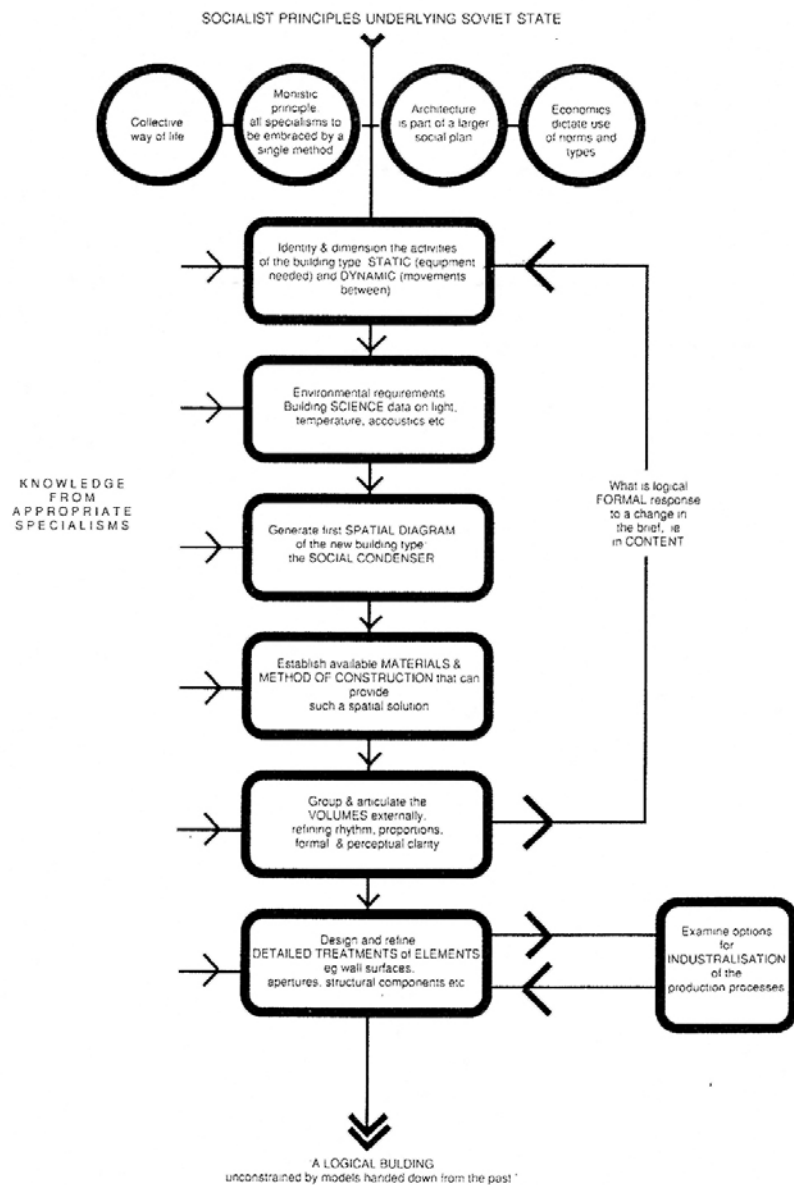 SOCIALIST PRINCIPLES UNDERLYING SOVIET STATE
Collective
way of life
Monistic
principle:
all specialisms to
be embraced by a
single method
Architecture
is part of a larger
social plan
Economics
dictate use
of norms and
types
Identity & dimension the activities
of the building type: STATIC (equipment
needed) and DYNAMIC (movements
between)
Environmental requirements
Building SCIENCE data on light,
temperature, accoustics etc
KNOWLEDGE
FROM
APPROPRIATE
SPECIALISMS
What is logical
FORMAL response
to a change in
the brief, ie
in CONTENT
Generate first SPATIAL DIAGRAM
of the new building type:
the SOCIAL CONDENSER
Establish available MATERIALS &
METHOD OF CONSTRUCTION that can
provide
such a spatial solution
Group & articulate the
VOLUMES externally,
refining rhythm, proportions,
formal & perceptual clarity
Design and refine
DETAILED TREATMENTS of ELEMENTS
eg wall surfaces,
apertures, structural components etc
Examine options
for
INDUSTRALISATION
of the
production processes
'A LOGICAL BULDING
unconstrained by models handed down from the past'